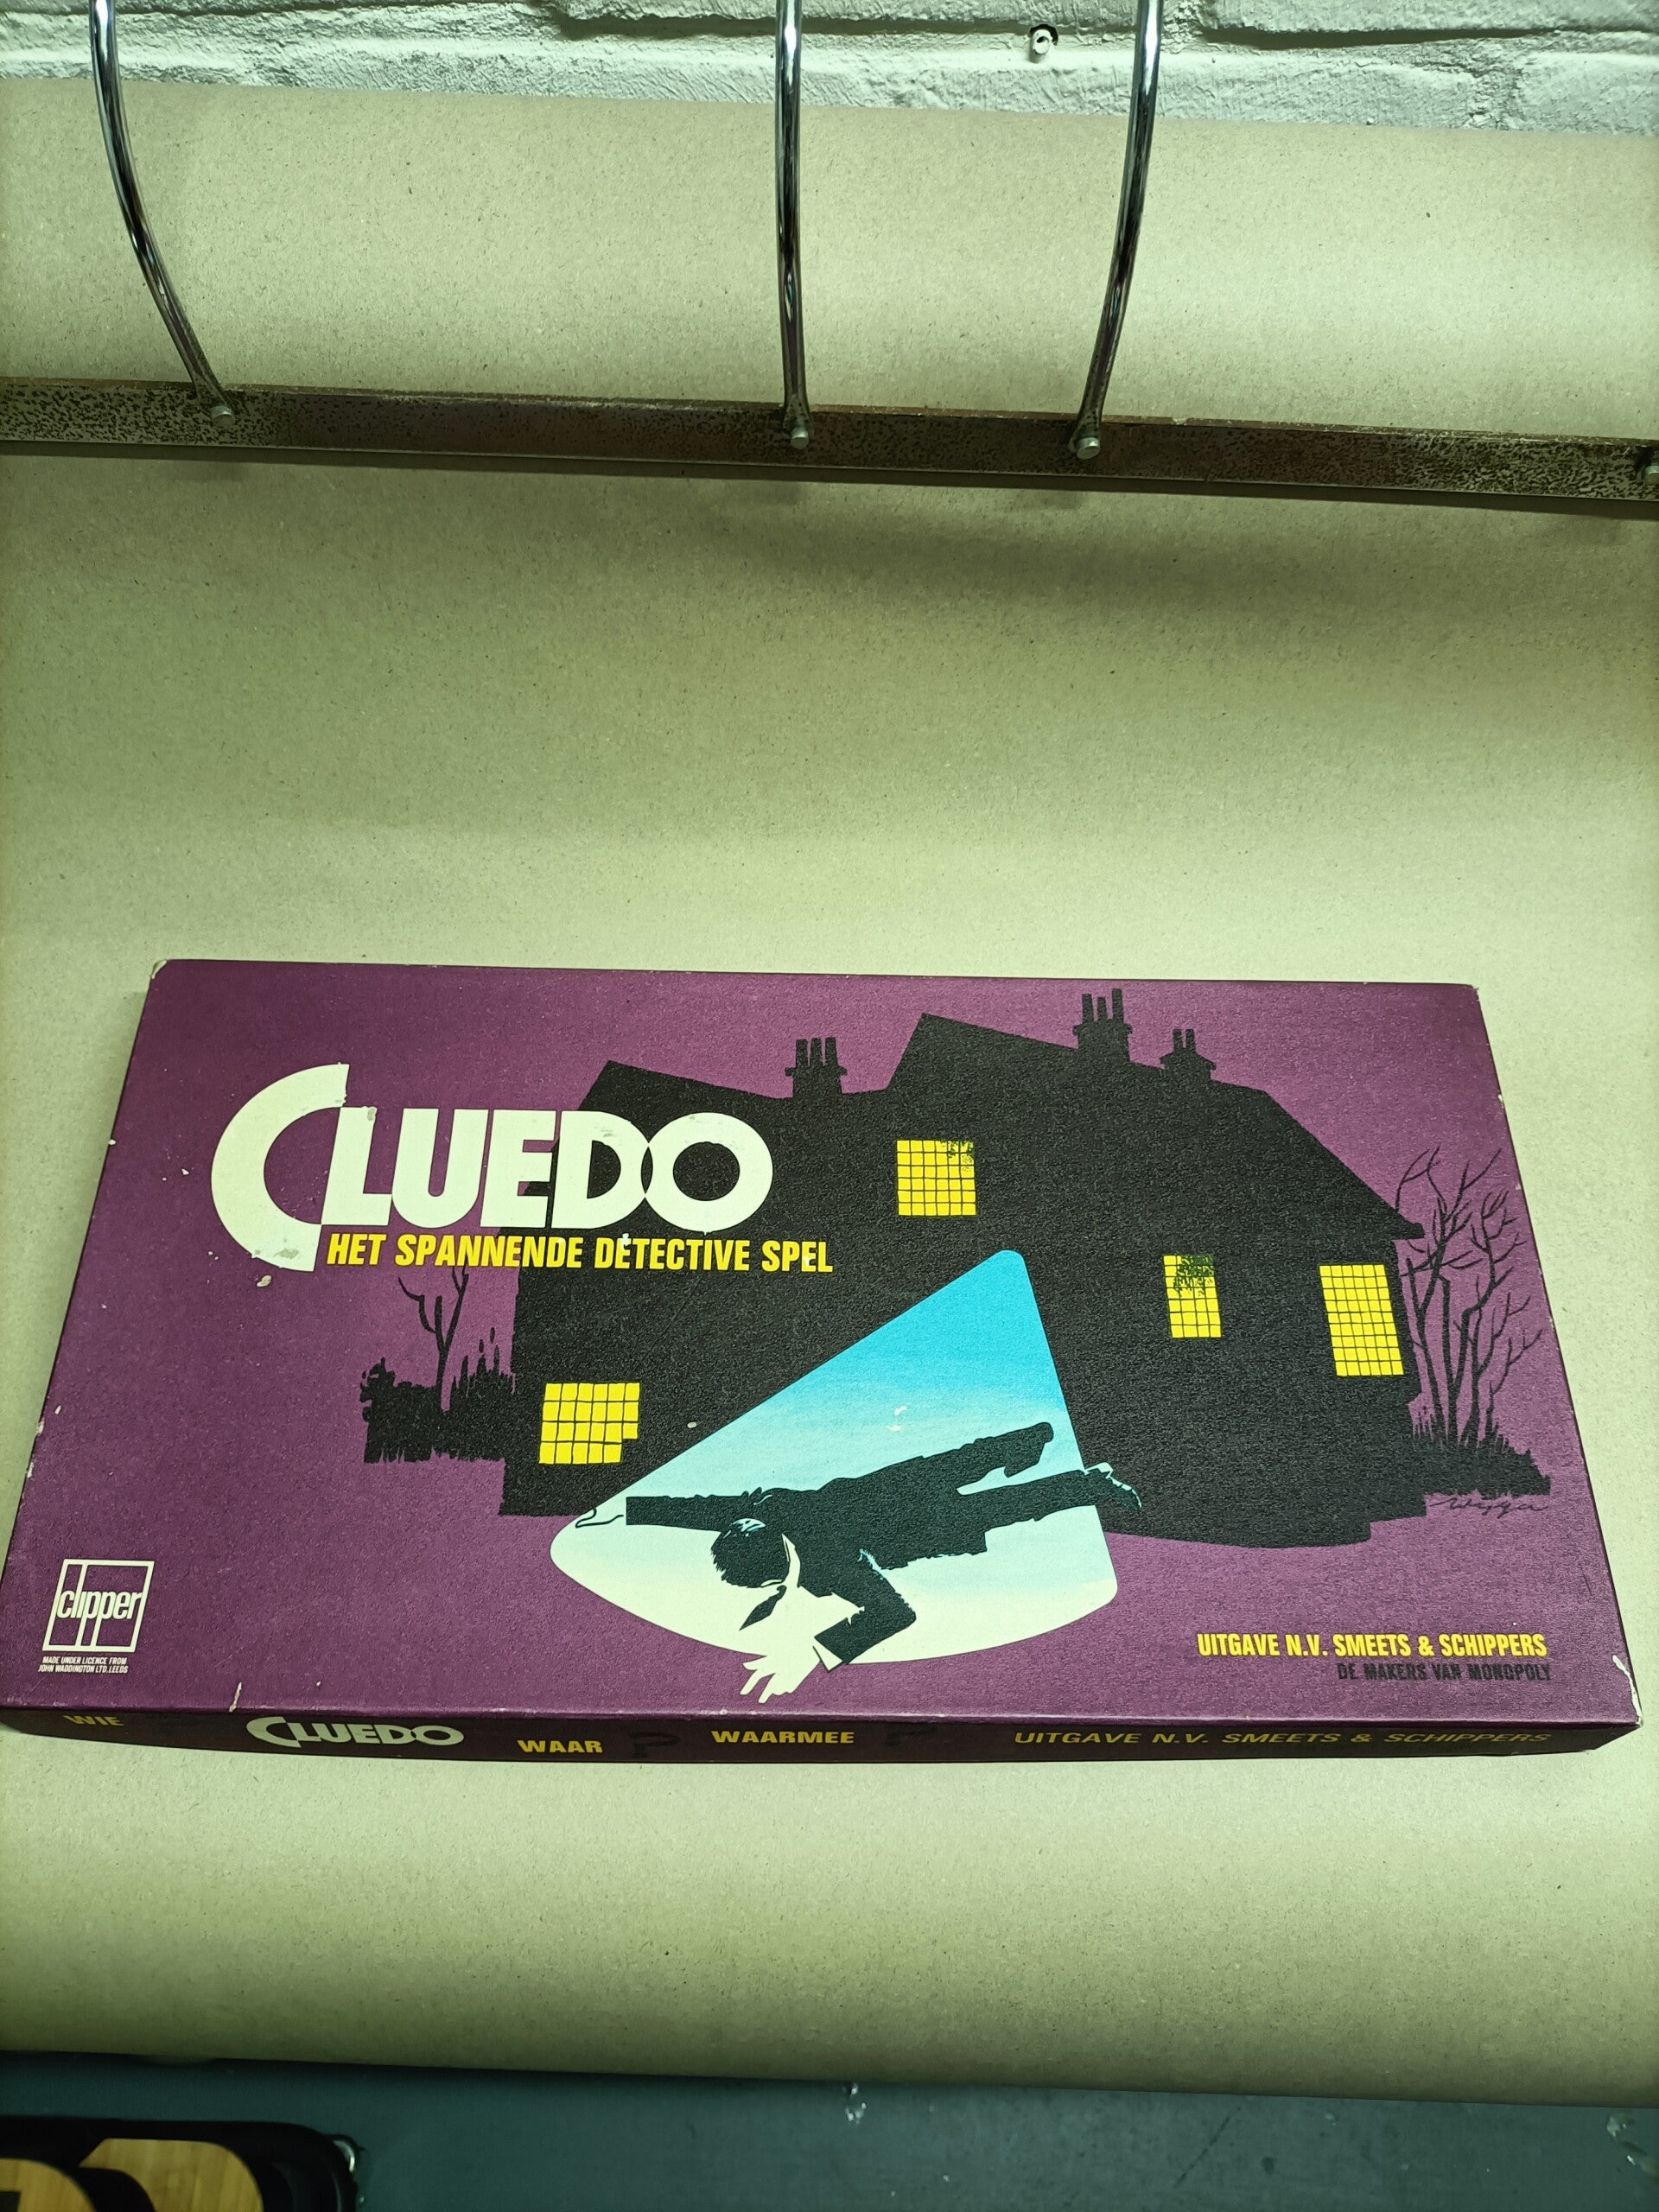 CLUEDO
HET SPANNENDE DETECTIVE SPEL
clipper
MADE UNDER LICENCE FROM
JOHN WADDINGTON LTD. LEEDS
UITGAVE N.V. SMEETS & SCHIPPERS
DE MAKERS VAN MONOPOLY
WIE ? CLUEDO WAAR ? WAARMEE ? UITGAVE N.V. SMEETS & SCHIPPERS